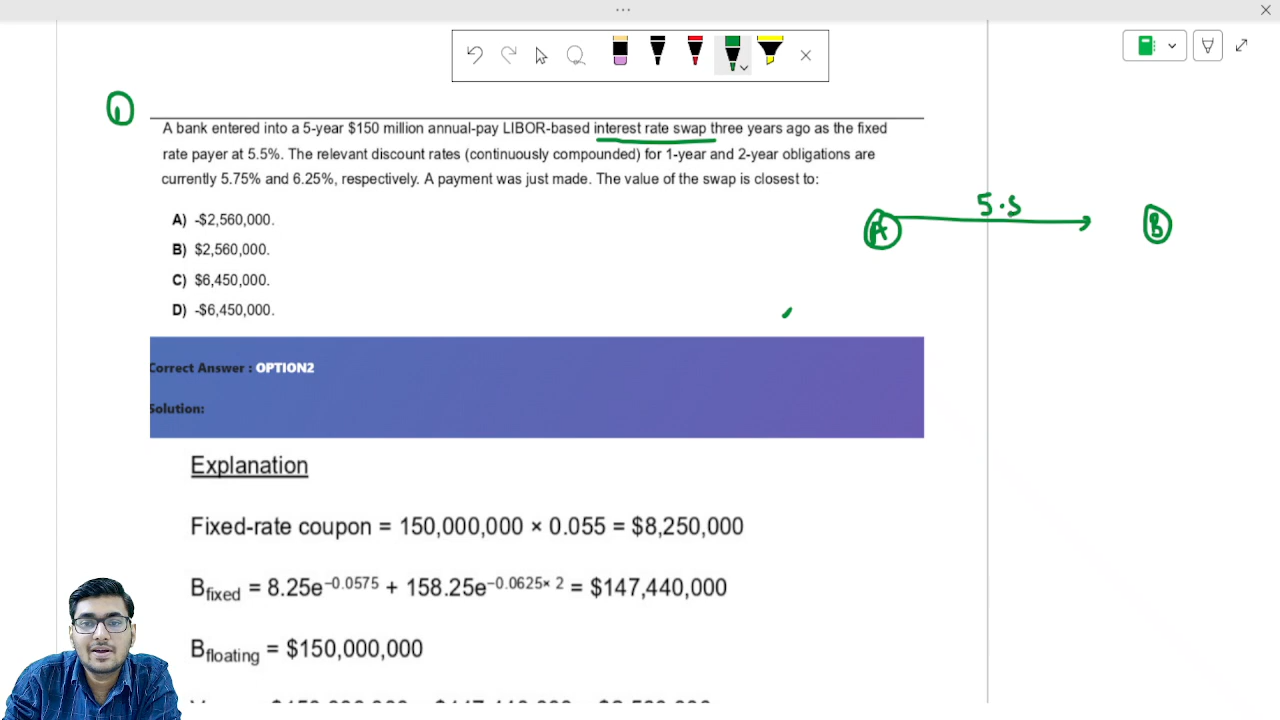 1
A bank entered into a 5-year $150 million annual-pay LIBOR-based interest rate swap three years ago as the fixed
rate payer at 5.5%. The relevant discount rates (continuously compounded) for 1-year and 2-year obligations are
currently 5.75% and 6.25%, respectively. A payment was just made. The value of the swap is closest to:
5.5
A
B
A) -$2,560,000.
B) $2,560,000.
C) $6,450,000.
D) -$6,450,000.
Correct Answer : OPTION2
Solution:
Explanation
Fixed-rate coupon = 150,000,000 × 0.055 = $8,250,000
Bfixed = 8.25e−0.0575 + 158.25e−0.0625× 2 = $147,440,000
Bfloating = $150,000,000